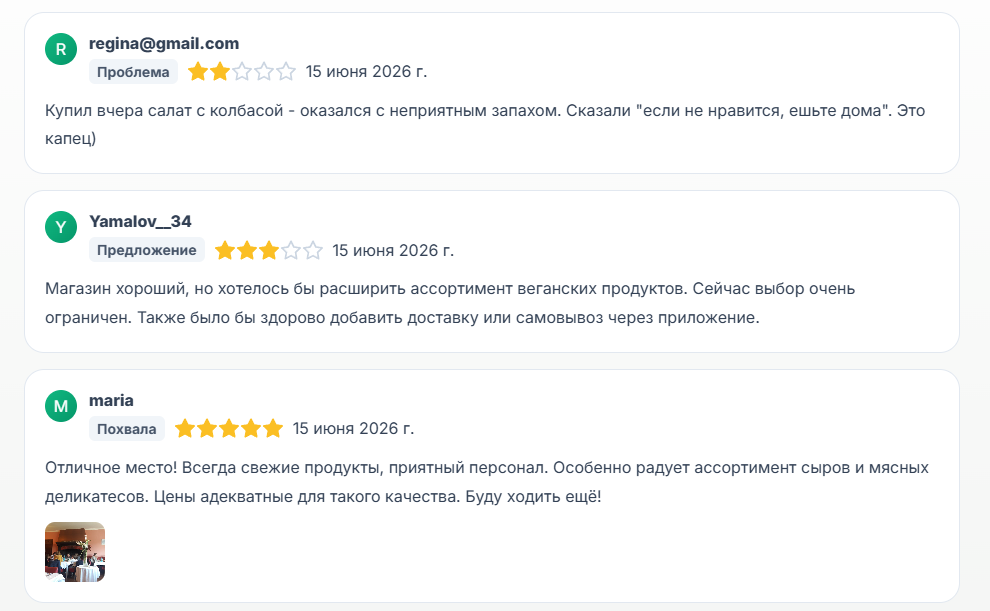 R
regina@gmail.com
Проблема 15 июня 2026 г.
Купил вчера салат с колбасой - оказался с неприятным запахом. Сказали "если не нравится, ешьте дома". Это
капец)
Y
Yamalov__34
Предложение 15 июня 2026 г.
Магазин хороший, но хотелось бы расширить ассортимент веганских продуктов. Сейчас выбор очень
ограничен. Также было бы здорово добавить доставку или самовывоз через приложение.
M
maria
Похвала 15 июня 2026 г.
Отличное место! Всегда свежие продукты, приятный персонал. Особенно радует ассортимент сыров и мясных
деликатесов. Цены адекватные для такого качества. Буду ходить ещё!